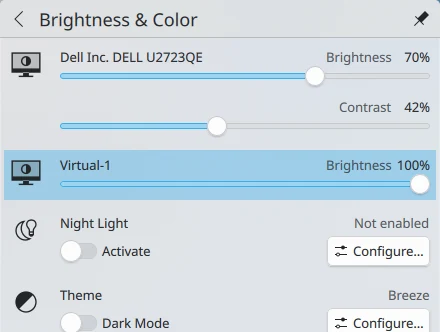 Brightness & Color
Dell Inc. DELL U2723QE Brightness 70%
Contrast 42%
Virtual-1 Brightness 100%
Night Light Not enabled
Activate Configure...
Theme Breeze
Dark Mode Configure...